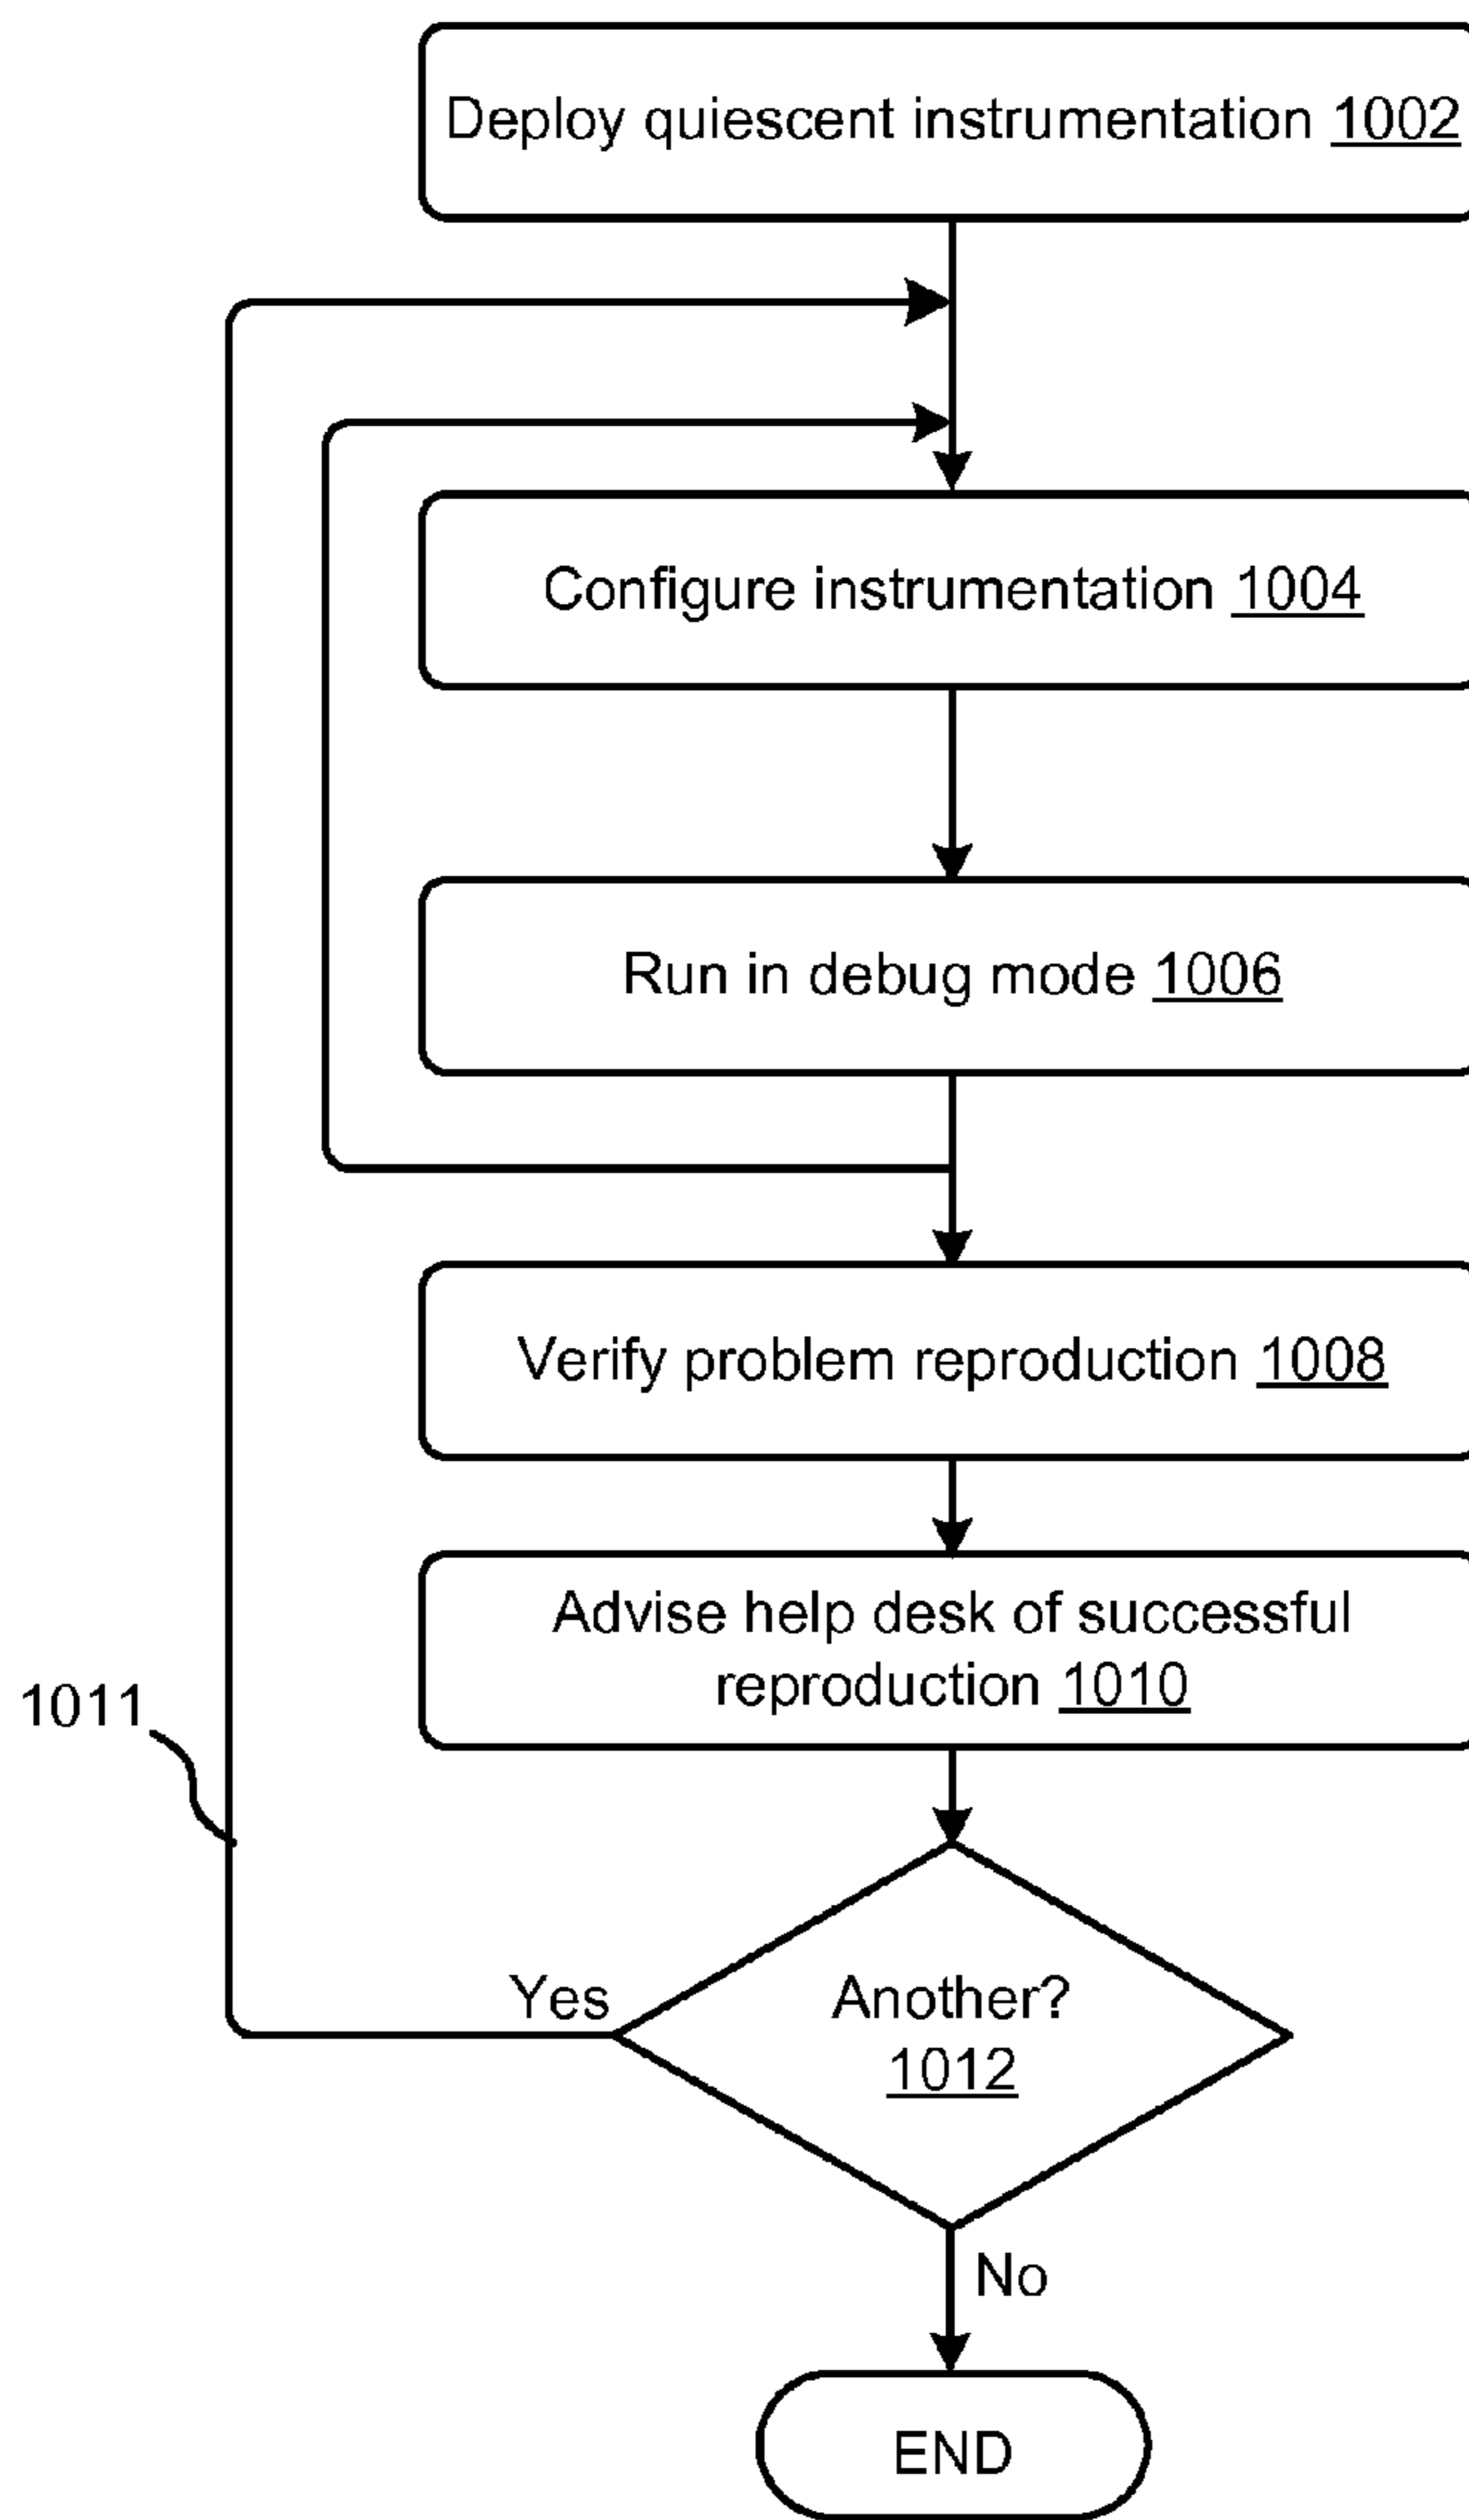 Deploy quiescent instrumentation 1002
Configure instrumentation 1004
Run in debug mode 1006
Verify problem reproduction 1008
Advise help desk of successful
reproduction 1010
1011
Yes
Another?
1012
No
END